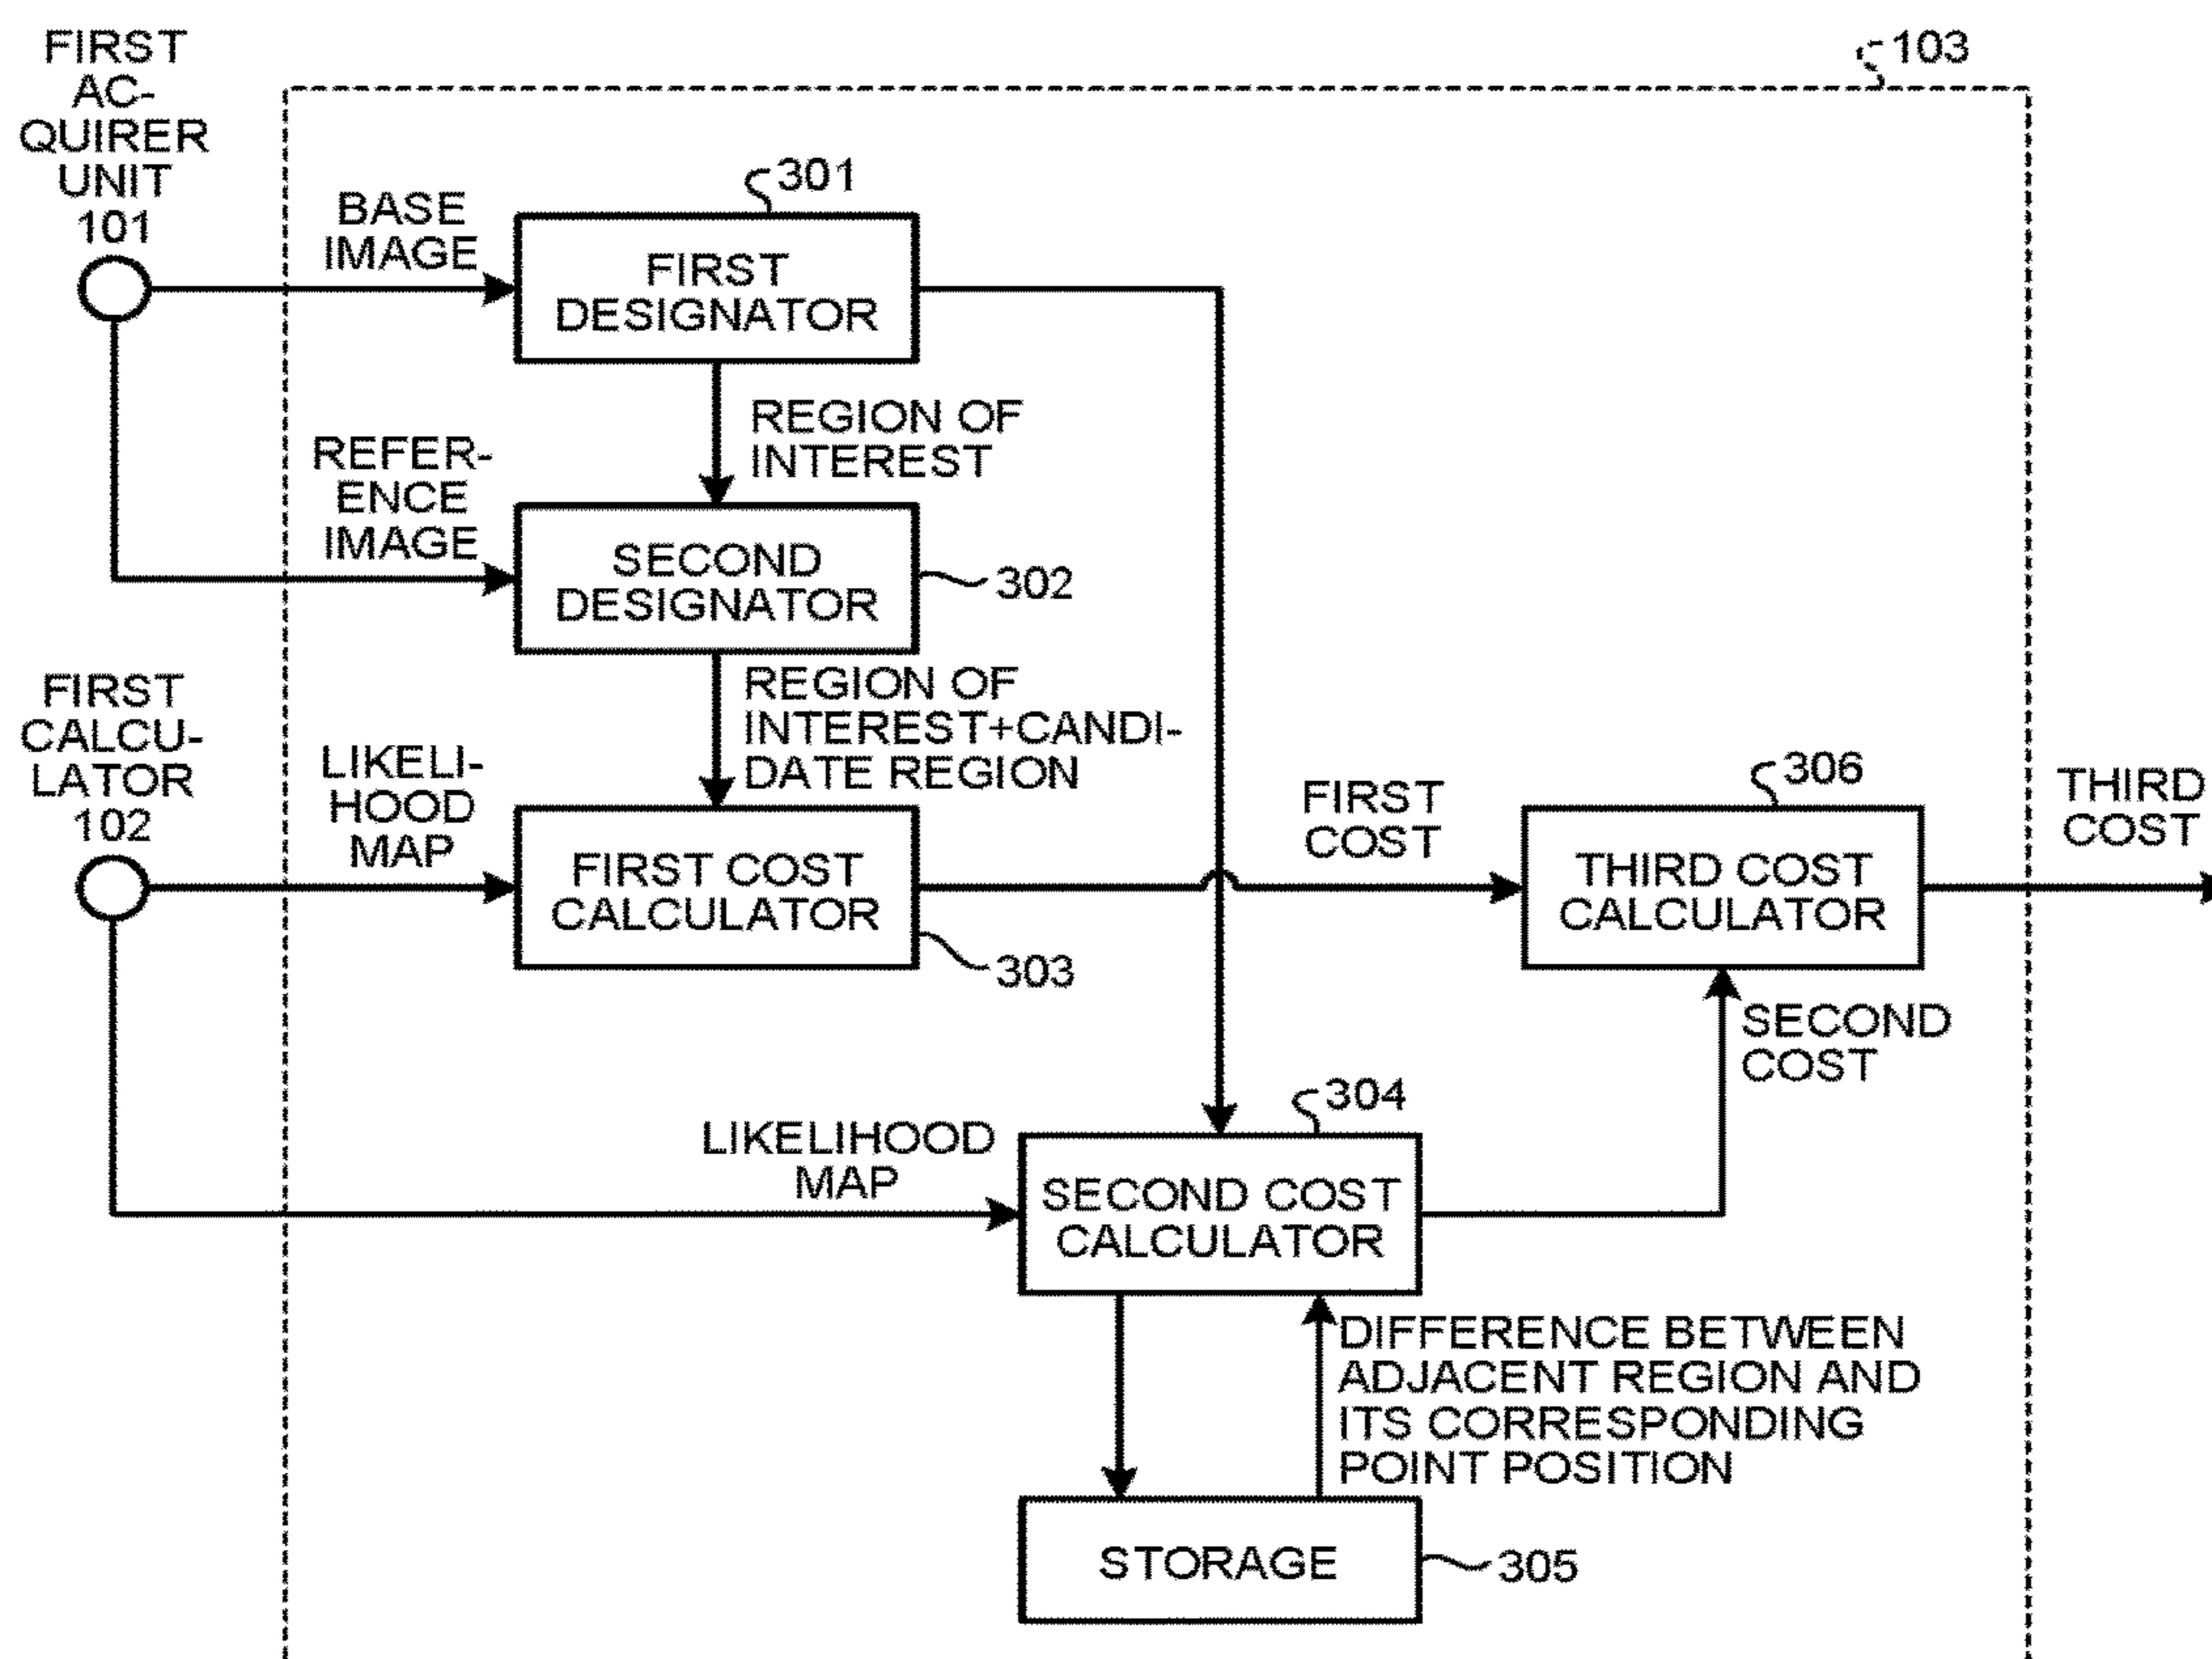 FIRST
AC-
QUIRER
UNIT
101
103
BASE
IMAGE
301
FIRST
DESIGNATOR
REGION OF
INTEREST
REFER-
ENCE
IMAGE
SECOND
DESIGNATOR
302
REGION OF
INTEREST+CANDI-
DATE REGION
FIRST
CALCU-
LATOR
102
LIKELI-
HOOD
MAP
FIRST COST
CALCULATOR
303
FIRST
COST
306
THIRD COST
CALCULATOR
THIRD
COST
SECOND
COST
304
LIKELIHOOD
MAP
SECOND COST
CALCULATOR
DIFFERENCE BETWEEN
ADJACENT REGION AND
ITS CORRESPONDING
POINT POSITION
STORAGE
305